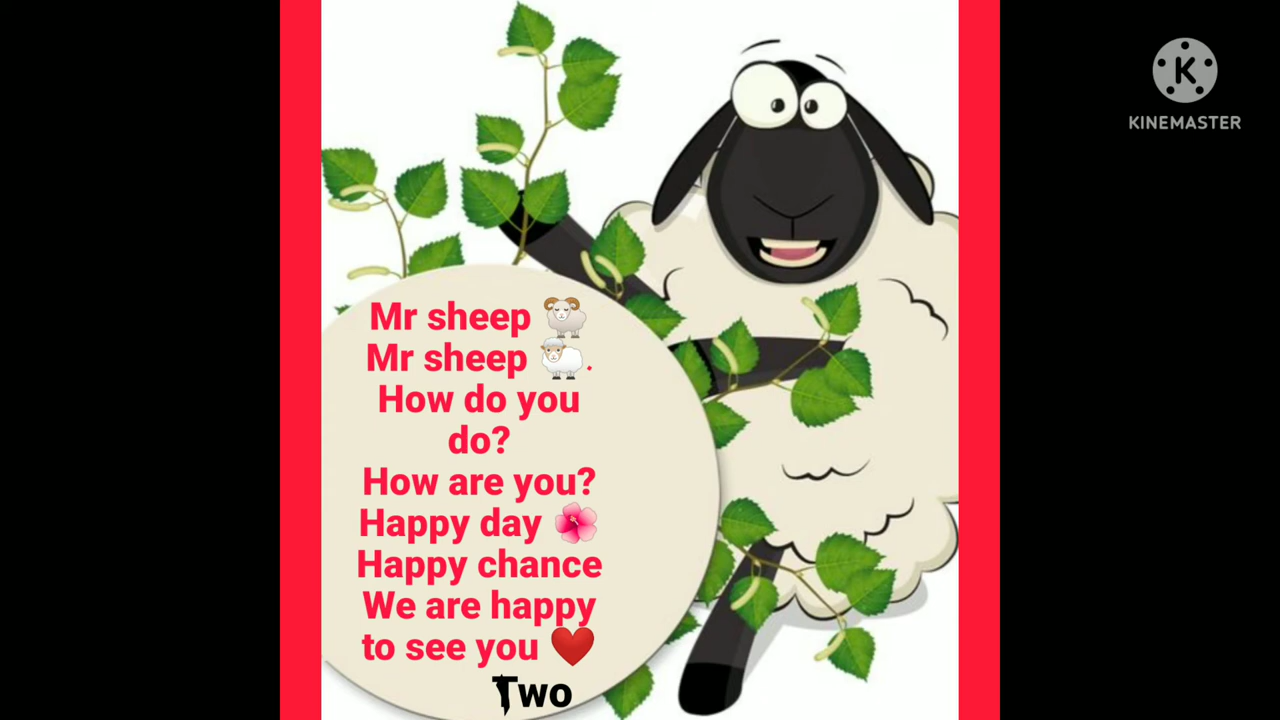 Mr sheep 🐏
Mr sheep 🐑.
How do you
do?
How are you?
Happy day 🌺
Happy chance
We are happy
to see you ❤️
Two
K
KINEMASTER